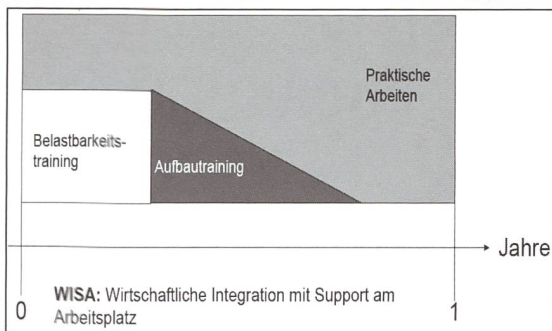 Praktische
Arbeiten
Belastbarkeits-
training
Aufbautraining
Jahre
WISA: Wirtschaftliche Integration mit Support am
Arbeitsplatz
0
1